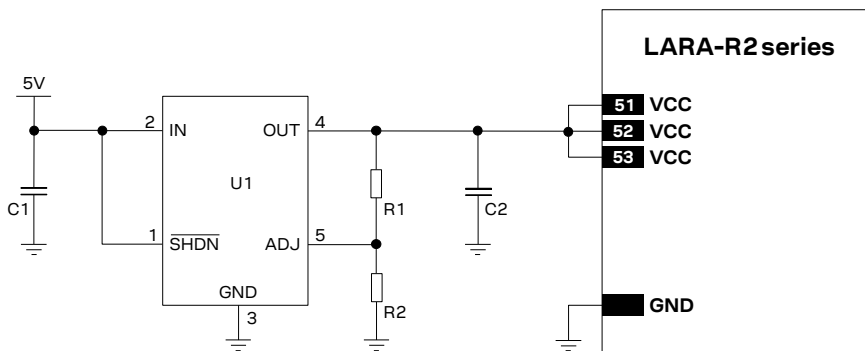 LARA-R2 series
5V
51 VCC
2 IN
OUT 4
52 VCC
53 VCC
U1
C1
R1
C2
1 SHDN
ADJ 5
GND
3
R2
GND